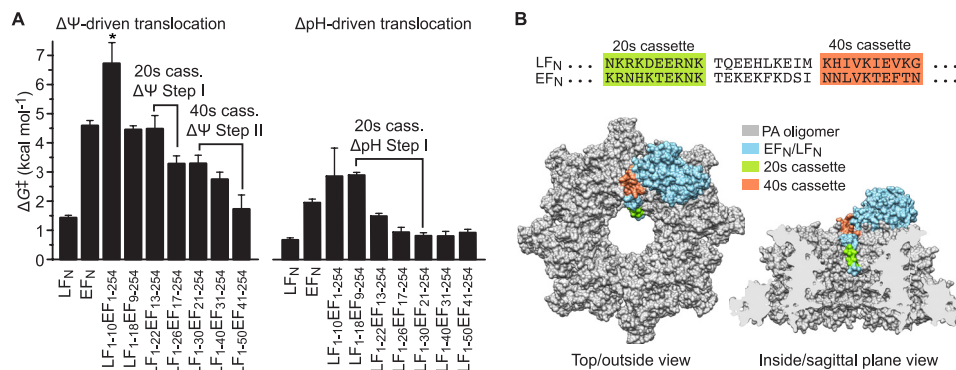 A
ΔΨ-driven translocation
ΔpH-driven translocation
ΔG‡ (kcal mol⁻¹)
7
6
5
4
3
2
1
0
*
20s cass.
ΔΨ Step I
40s cass.
ΔΨ Step II
20s cass.
ΔpH Step I
LFN
EFN
LF1-10EF1-254
LF1-18EF9-254
LF1-22EF13-254
LF1-26EF17-254
LF1-30EF21-254
LF1-40EF31-254
LF1-50EF41-254
LFN
EFN
LF1-10EF1-254
LF1-18EF9-254
LF1-22EF13-254
LF1-26EF17-254
LF1-30EF21-254
LF1-40EF31-254
LF1-50EF41-254
B
20s cassette 40s cassette
LFN ... NKRKDEERNK TQEEHLKEIM KHIVKIEVKG ...
EFN ... KRNHKTEKNK TEKEKFKDSI NNLVKTEFTN ...
PA oligomer
EFN/LFN
20s cassette
40s cassette
Top/outside view
Inside/sagittal plane view